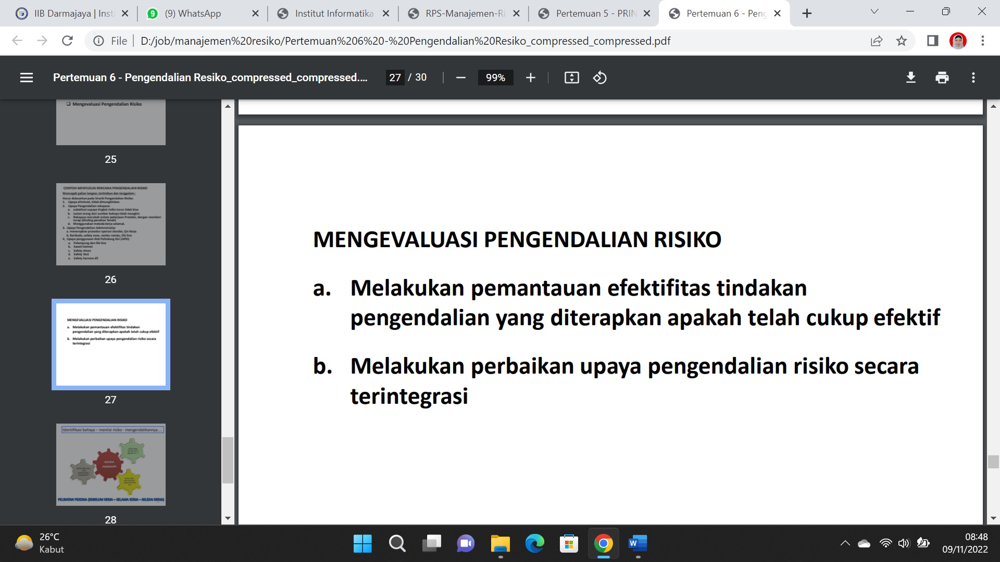 IIB Darmajaya | Insti
(9) WhatsApp
Institut Informatika
RPS-Manajemen-Ri
Pertemuan 5 - PRIN
Pertemuan 6 - Peng
File
D:/job/manajemen%20resiko/Pertemuan%206%20-%20Pengendalian%20Resiko_compressed_compressed.pdf
Pertemuan 6 - Pengendalian Resiko_compressed_compressed....
27 / 30
99%
Mengevaluasi Pengendalian Risiko
25
CONTOH MENYUSUN RENCANA PENGENDALIAN RISIKO
Mencegah galian longsor, tertimbun dan tenggalam :
Harus didasarkan pada hirarki Pengendalian Risiko:
1. Upaya eliminasi, tidak dimungkinkan.
2. Upaya Pengendalian rekayasa:
a. substitusi supaya tingkat risiko turun tidak bisa
b. isolasi orang dari sumber bahaya tidak mungkin
c. Rekayasa merubah sistem pekerjaan Proteksi, dengan memberi
turap (dinding penahan Tanah)
d. Menggunakan metoda kerja selamat.
3. Upaya Pengendalian Administratip:
a. menerapkan prosedur operasi standar, Ijin Kerja
b. Barikade, safety zone, rambu rambu, life line
4, Upaya penggunaan Alat Pelindung Diri (APD):
a. Pelampung dan life line
b. Saveti helmet
c. Safety shoes
d. Safety Vest
e. Safety harness dll
26
MENGEVALUASI PENGENDALIAN RISIKO
a. Melakukan pemantauan efektifitas tindakan
pengendalian yang diterapkan apakah telah cukup efektif
b. Melakukan perbaikan upaya pengendalian risiko secara
terintegrasi
27
Identifikasi bahaya – menilai risiko - mengendalikannya....
BAHAYA
PEKERJAAN
PELIBATAN PEKERJA (SEBELUM KERJA – SELAMA KERJA – SELESAI KERJA)
28
MENGEVALUASI PENGENDALIAN RISIKO
a. Melakukan pemantauan efektifitas tindakan
pengendalian yang diterapkan apakah telah cukup efektif
b. Melakukan perbaikan upaya pengendalian risiko secara
terintegrasi
26°C
Kabut
08:48
09/11/2022